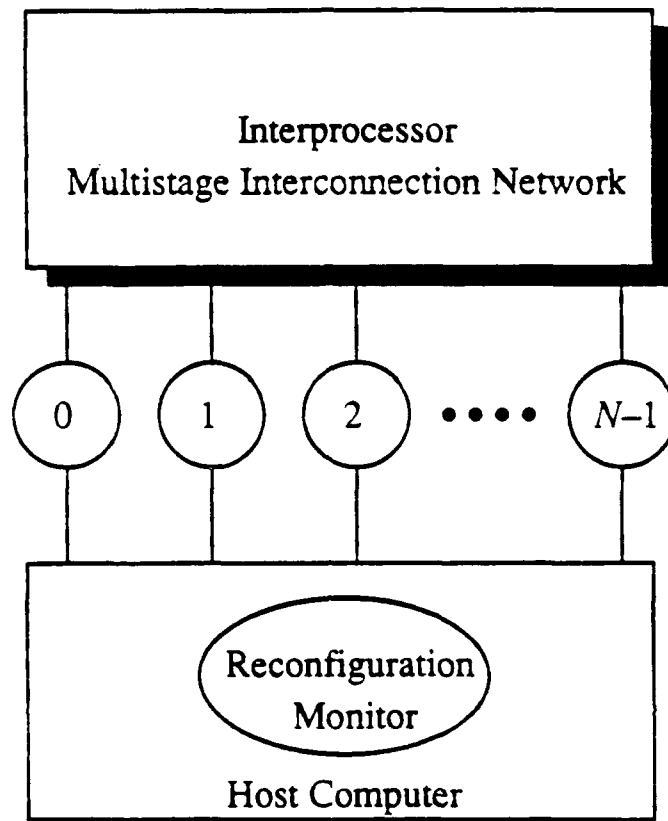 Interprocessor
Multistage Interconnection Network
0 1 2 •••• N–1
Reconfiguration
Monitor
Host Computer